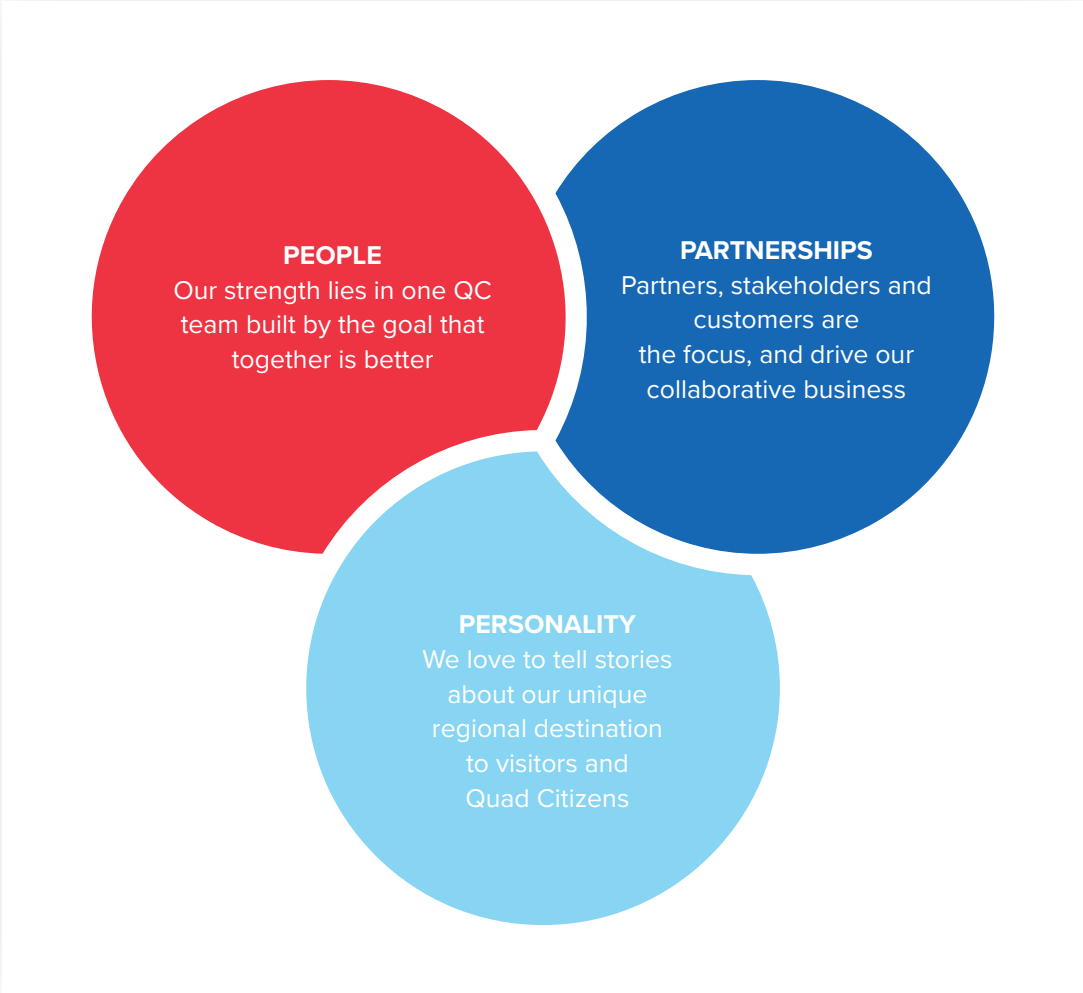 PEOPLE
Our strength lies in one QC
team built by the goal that
together is better
PARTNERSHIPS
Partners, stakeholders and
customers are
the focus, and drive our
collaborative business
PERSONALITY
We love to tell stories
about our unique
regional destination
to visitors and
Quad Citizens